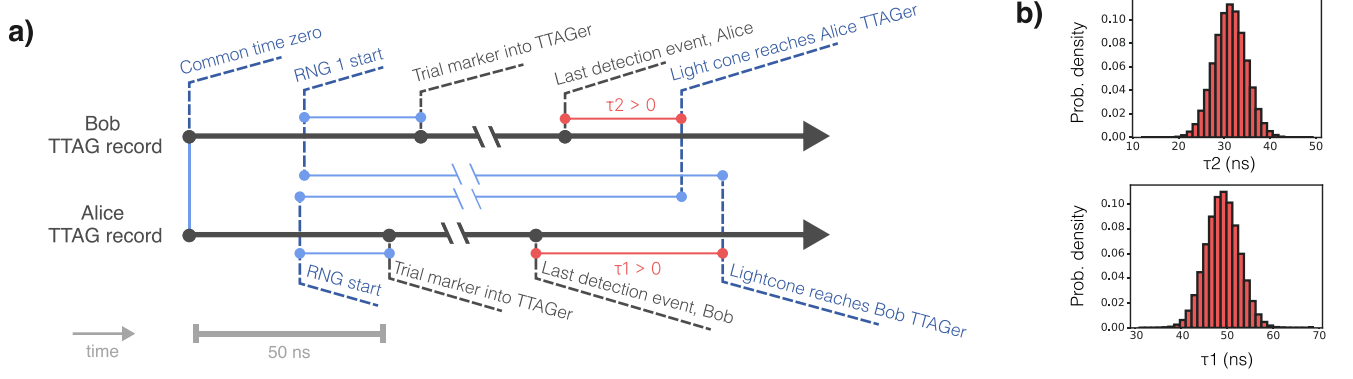 a)
Common time zero
RNG 1 start
Trial marker into TTAGer
Last detection event, Alice
Light cone reaches Alice TTAGer
τ2 > 0
Bob
TTAG record
Alice
TTAG record
τ1 > 0
RNG start
Trial marker into TTAGer
Last detection event, Bob
Lightcone reaches Bob TTAGer
time
50 ns
b)
Prob. density
0.10
0.08
0.06
0.04
0.02
0.00
10 20 30 40 50
τ2 (ns)
Prob. density
0.10
0.08
0.06
0.04
0.02
0.00
30 40 50 60 70
τ1 (ns)